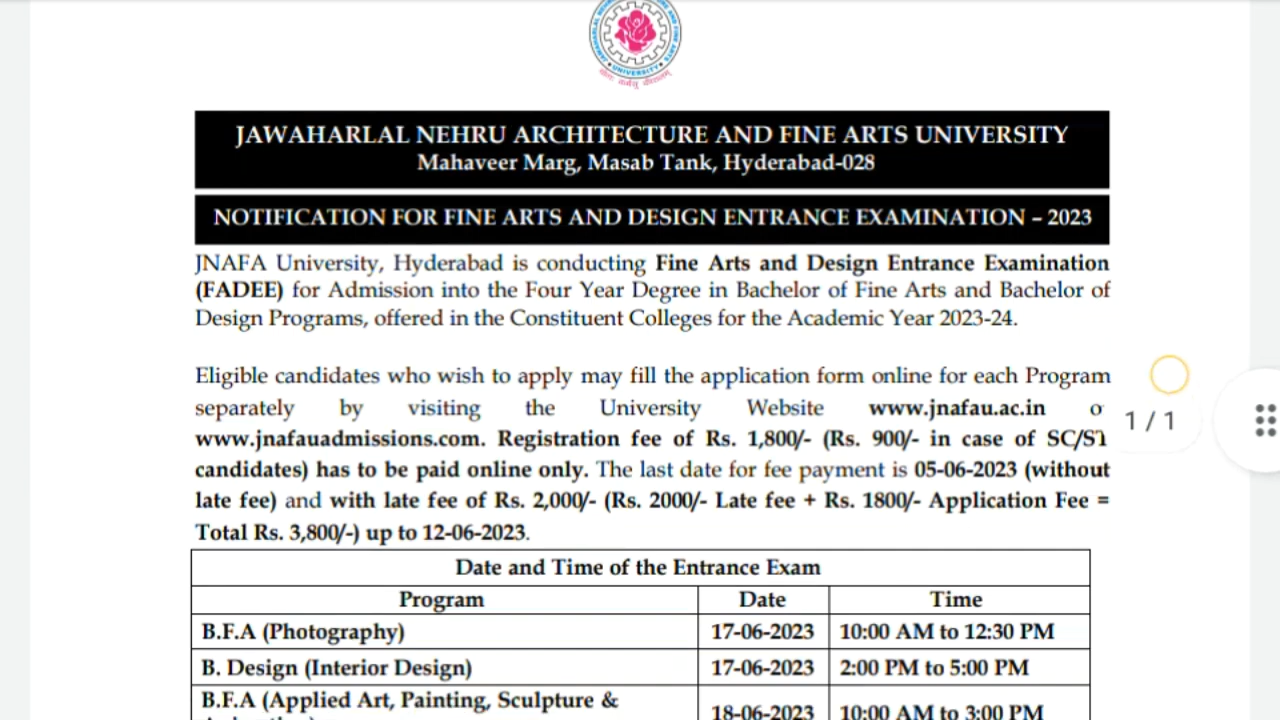 UNIVERSITY
JAWAHARLAL NEHRU ARCHITECTURE AND FINE ARTS UNIVERSITY
Mahaveer Marg, Masab Tank, Hyderabad-028
NOTIFICATION FOR FINE ARTS AND DESIGN ENTRANCE EXAMINATION – 2023
JNAFA University, Hyderabad is conducting Fine Arts and Design Entrance Examination
(FADEE) for Admission into the Four Year Degree in Bachelor of Fine Arts and Bachelor of
Design Programs, offered in the Constituent Colleges for the Academic Year 2023-24.
Eligible candidates who wish to apply may fill the application form online for each Program
separately by visiting the University Website www.jnafau.ac.in
www.jnafauadmissions.com. Registration fee of Rs. 1,800/- (Rs. 900/- in case of
candidates) has to be paid online only. The last date for fee payment is 05-06-2023 (without
late fee) and with late fee of Rs. 2,000/- (Rs. 2000/- Late fee + Rs. 1800/- Application Fee =
Total Rs. 3,800/-) up to 12-06-2023.
1 / 1
Date and Time of the Entrance Exam
Program Date Time
B.F.A (Photography) 17-06-2023 10:00 AM to 12:30 PM
B. Design (Interior Design) 17-06-2023 2:00 PM to 5:00 PM
B.F.A (Applied Art, Painting, Sculpture &
18-06-2023 10:00 AM to 3:00 PM